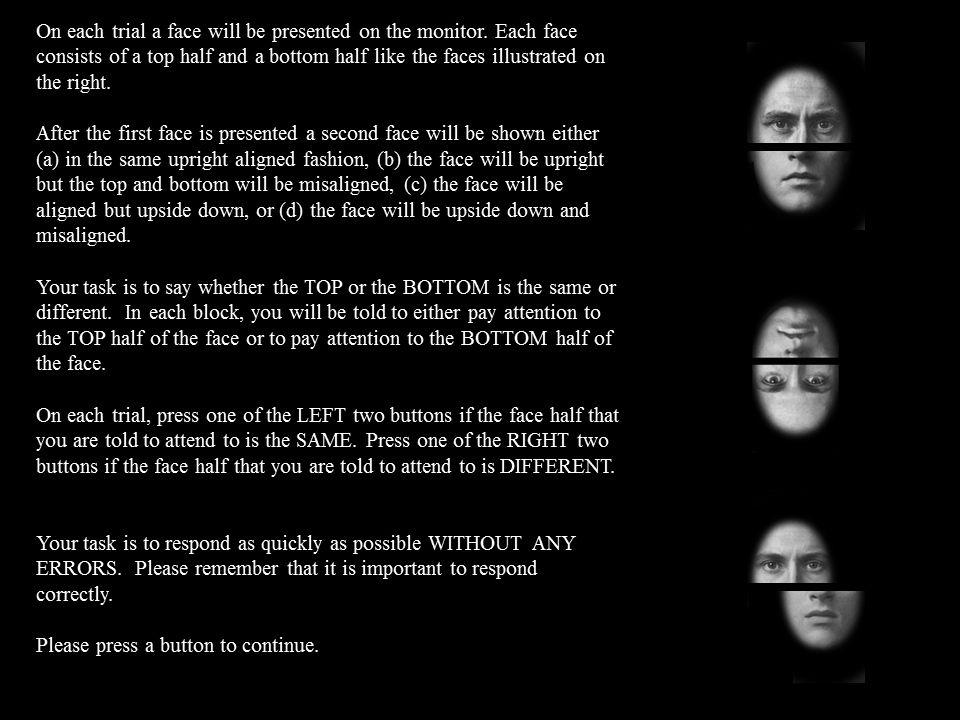 On each trial a face will be presented on the monitor. Each face
consists of a top half and a bottom half like the faces illustrated on
the right.
After the first face is presented a second face will be shown either
(a) in the same upright aligned fashion, (b) the face will be upright
but the top and bottom will be misaligned, (c) the face will be
aligned but upside down, or (d) the face will be upside down and
misaligned.
Your task is to say whether the TOP or the BOTTOM is the same or
different. In each block, you will be told to either pay attention to
the TOP half of the face or to pay attention to the BOTTOM half of
the face.
On each trial, press one of the LEFT two buttons if the face half that
you are told to attend to is the SAME. Press one of the RIGHT two
buttons if the face half that you are told to attend to is DIFFERENT.
Your task is to respond as quickly as possible WITHOUT ANY
ERRORS. Please remember that it is important to respond
correctly.
Please press a button to continue.